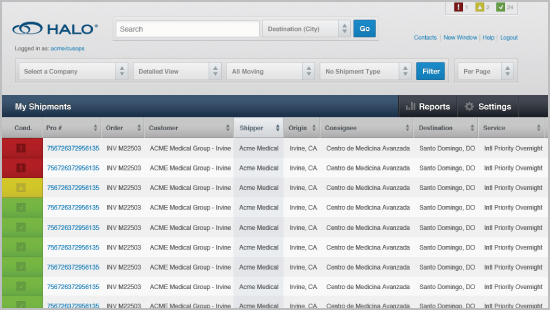 ! 1 ▲ 2 ✓ 24
HALO®
Search
Destination (City)
Go
Contacts | New Window | Help | Logout
Logged in as: acme/cusops
Select a Company
Detailed View
All Moving
No Shipment Type
Filter
Per Page
My Shipments
Reports
Settings
Cond. Pro # Order Customer Shipper Origin Consignee Destination Service
756726372956135 INV M22503 ACME Medical Group - Irvine Acme Medical Irvine, CA Centro de Medicina Avanzada Santo Domingo, DO Intl Priority Overnight
756726372956135 INV M22503 ACME Medical Group - Irvine Acme Medical Irvine, CA Centro de Medicina Avanzada Santo Domingo, DO Intl Priority Overnight
756726372956135 INV M22503 ACME Medical Group - Irvine Acme Medical Irvine, CA Centro de Medicina Avanzada Santo Domingo, DO Intl Priority Overnight
756726372956135 INV M22503 ACME Medical Group - Irvine Acme Medical Irvine, CA Centro de Medicina Avanzada Santo Domingo, DO Intl Priority Overnight
756726372956135 INV M22503 ACME Medical Group - Irvine Acme Medical Irvine, CA Centro de Medicina Avanzada Santo Domingo, DO Intl Priority Overnight
756726372956135 INV M22503 ACME Medical Group - Irvine Acme Medical Irvine, CA Centro de Medicina Avanzada Santo Domingo, DO Intl Priority Overnight
756726372956135 INV M22503 ACME Medical Group - Irvine Acme Medical Irvine, CA Centro de Medicina Avanzada Santo Domingo, DO Intl Priority Overnight
756726372956135 INV M22503 ACME Medical Group - Irvine Acme Medical Irvine, CA Centro de Medicina Avanzada Santo Domingo, DO Intl Priority Overnight
756726372956135 INV M22503 ACME Medical Group - Irvine Acme Medical Irvine, CA Centro de Medicina Avanzada Santo Domingo, DO Intl Priority Overnight